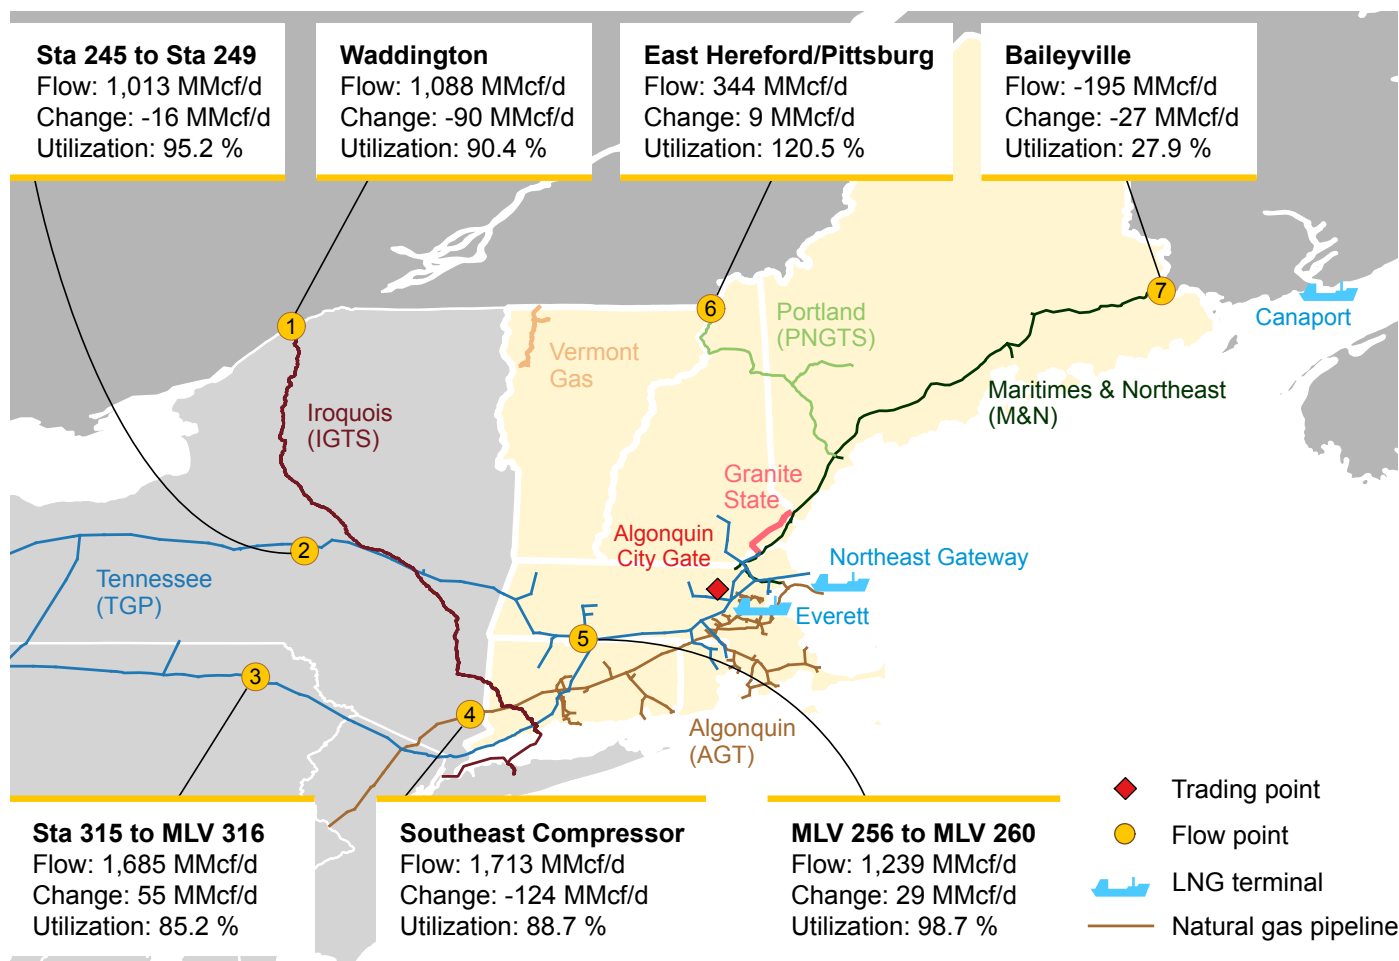 Sta 245 to Sta 249
Flow: 1,013 MMcf/d
Change: -16 MMcf/d
Utilization: 95.2 %
Waddington
Flow: 1,088 MMcf/d
Change: -90 MMcf/d
Utilization: 90.4 %
East Hereford/Pittsburg
Flow: 344 MMcf/d
Change: 9 MMcf/d
Utilization: 120.5 %
Baileyville
Flow: -195 MMcf/d
Change: -27 MMcf/d
Utilization: 27.9 %
7
6
1
Canaport
Portland
(PNGTS)
Vermont
Gas
Maritimes & Northeast
(M&N)
Iroquois
(IGTS)
Granite
State
Algonquin
City Gate
2
Northeast Gateway
Tennessee
(TGP)
Everett
5
3
4
Algonquin
(AGT)
Sta 315 to MLV 316
Flow: 1,685 MMcf/d
Change: 55 MMcf/d
Utilization: 85.2 %
Southeast Compressor
Flow: 1,713 MMcf/d
Change: -124 MMcf/d
Utilization: 88.7 %
MLV 256 to MLV 260
Flow: 1,239 MMcf/d
Change: 29 MMcf/d
Utilization: 98.7 %
Trading point
Flow point
LNG terminal
Natural gas pipeline